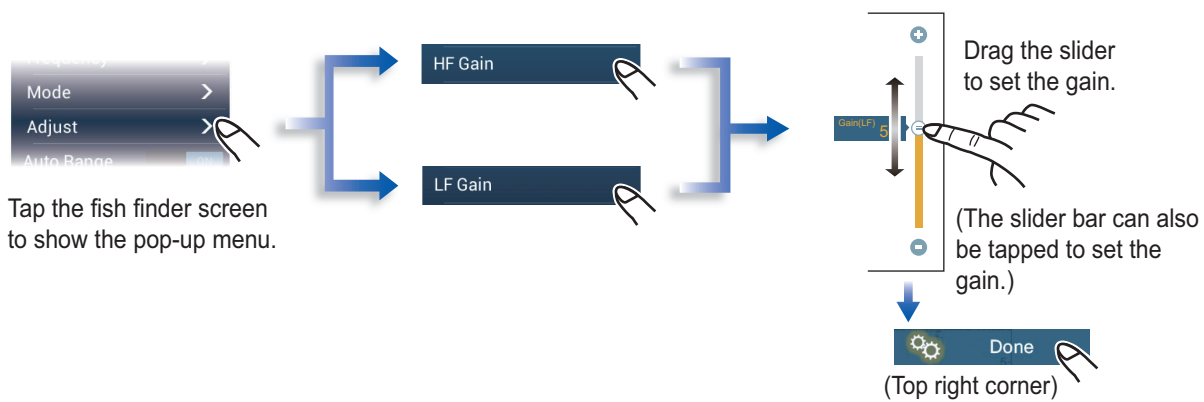 Frequency
Mode
Adjust
Auto Range
ON
Tap the fish finder screen
to show the pop-up menu.
HF Gain
LF Gain
Gain(LF)
5
Drag the slider
to set the gain.
(The slider bar can also
be tapped to set the
gain.)
Done
(Top right corner)